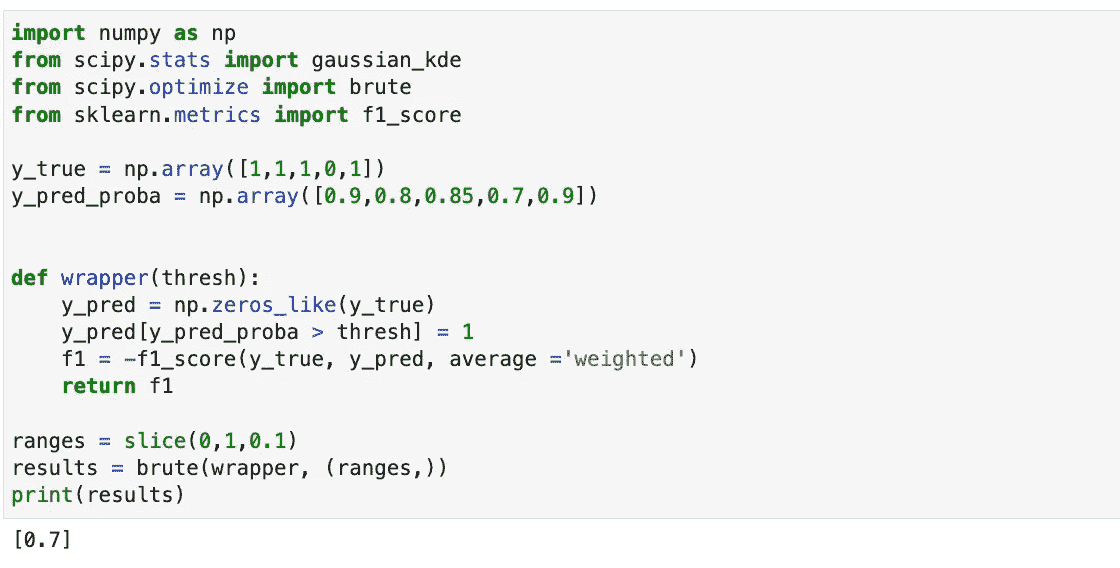 import numpy as np
from scipy.stats import gaussian_kde
from scipy.optimize import brute
from sklearn.metrics import f1_score
y_true = np.array([1,1,1,0,1])
y_pred_proba = np.array([0.9,0.8,0.85,0.7,0.9])
def wrapper(thresh):
    y_pred = np.zeros_like(y_true)
    y_pred[y_pred_proba > thresh] = 1
    f1 = -f1_score(y_true, y_pred, average ='weighted')
    return f1
ranges = slice(0,1,0.1)
results = brute(wrapper, (ranges,))
print(results)
[0.7]